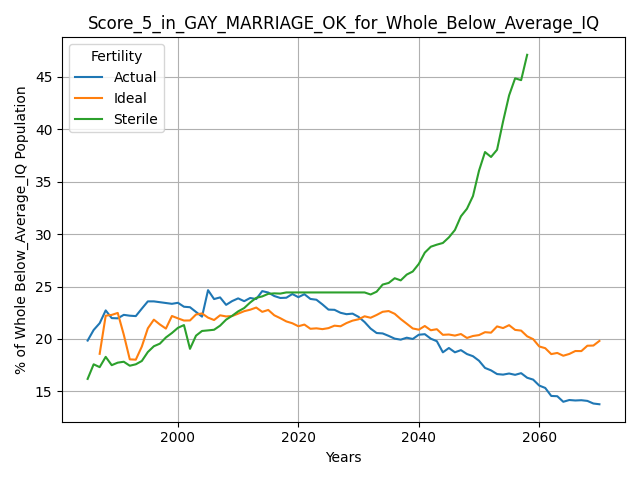 Score_5_in_GAY_MARRIAGE_OK_for_Whole_Below_Average_IQ
Fertility
Actual
Ideal
Sterile
% of Whole Below_Average_IQ Population
45
40
35
30
25
20
15
2000
2020
2040
2060
Years